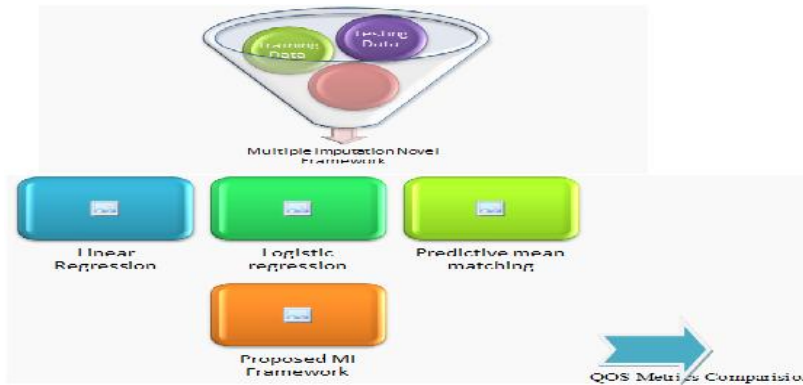 Training
Data
Testing
Data
Multiple Imputation Novel
Framework
Linear
Regression
Logistic
regression
Predictive mean
matching
Proposed MI
Framework
QOS Metrics Comparisio